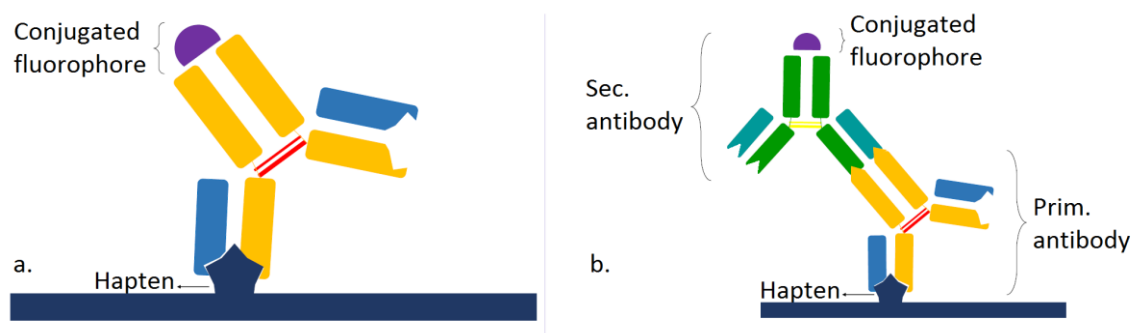 Conjugated
fluorophore
a.
Hapten
Conjugated
fluorophore
Sec.
antibody
Prim.
antibody
b.
Hapten